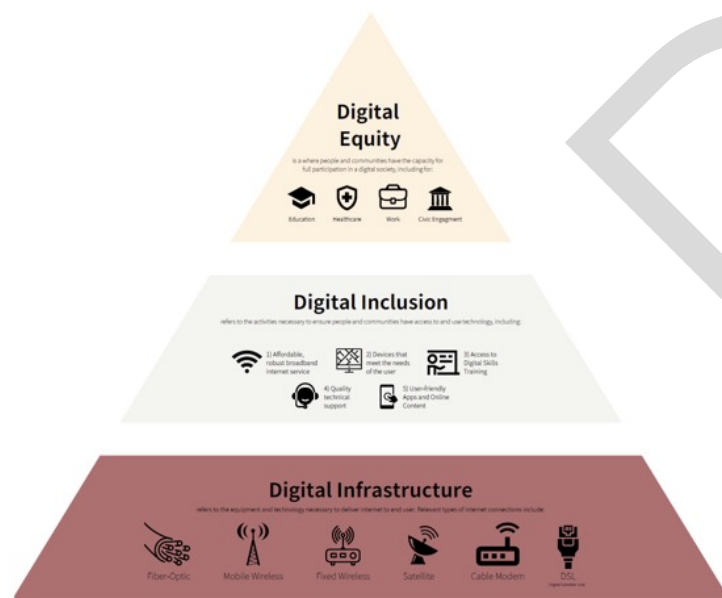 Digital
Equity
is a where people and communities have the capacity for
full participation in a digital society, including for:
Education Healthcare Work Civic Engagment
Digital Inclusion
refers to the activities necessary to ensure people and communities have access to and use technology, including:
1) Affordable,
robust broadband
internet service
2) Devices that
meet the needs
of the user
3) Access to
Digital Skills
Training
4) Quality
technical
support
5) User-friendly
Apps and Online
Content
Digital Infrastructure
refers to the equipment and technology necessary to deliver internet to end user. Relevant types of internet connections include:
Fiber-Optic Mobile Wireless Fixed Wireless Satellite Cable Modem DSL